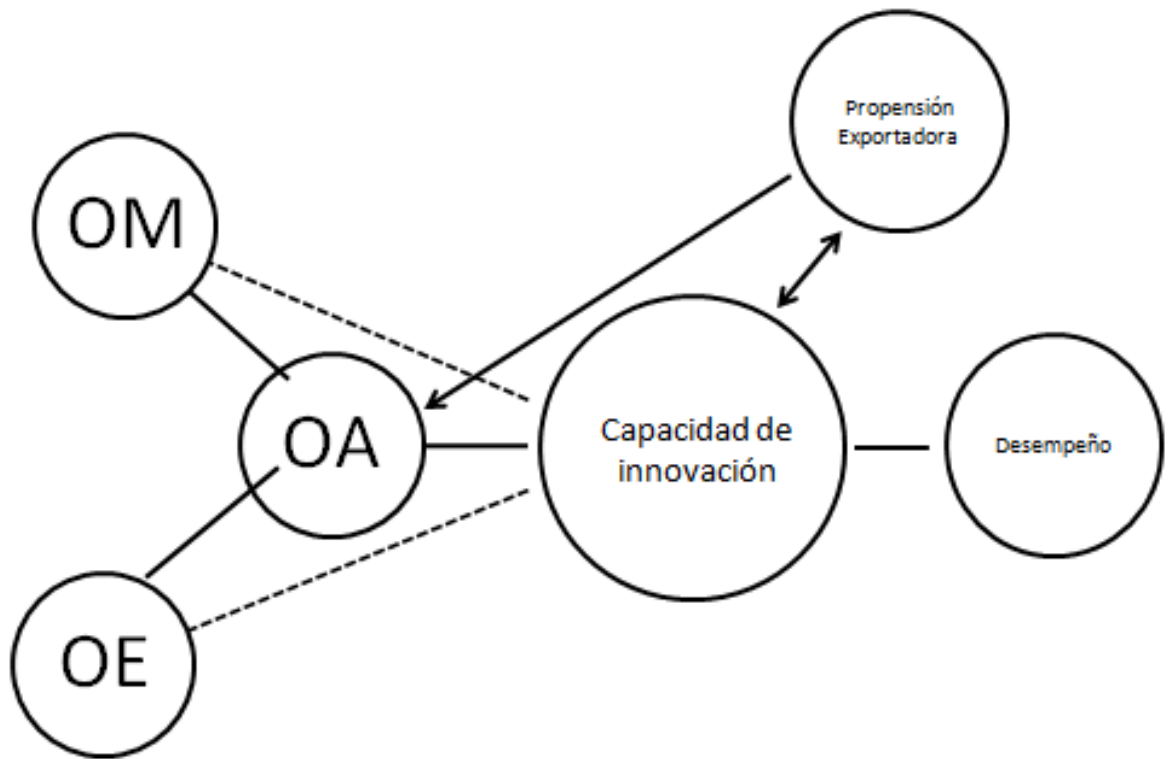 Propensión
Exportadora
OM
OA
Capacidad de
innovación
Desempeño
OE